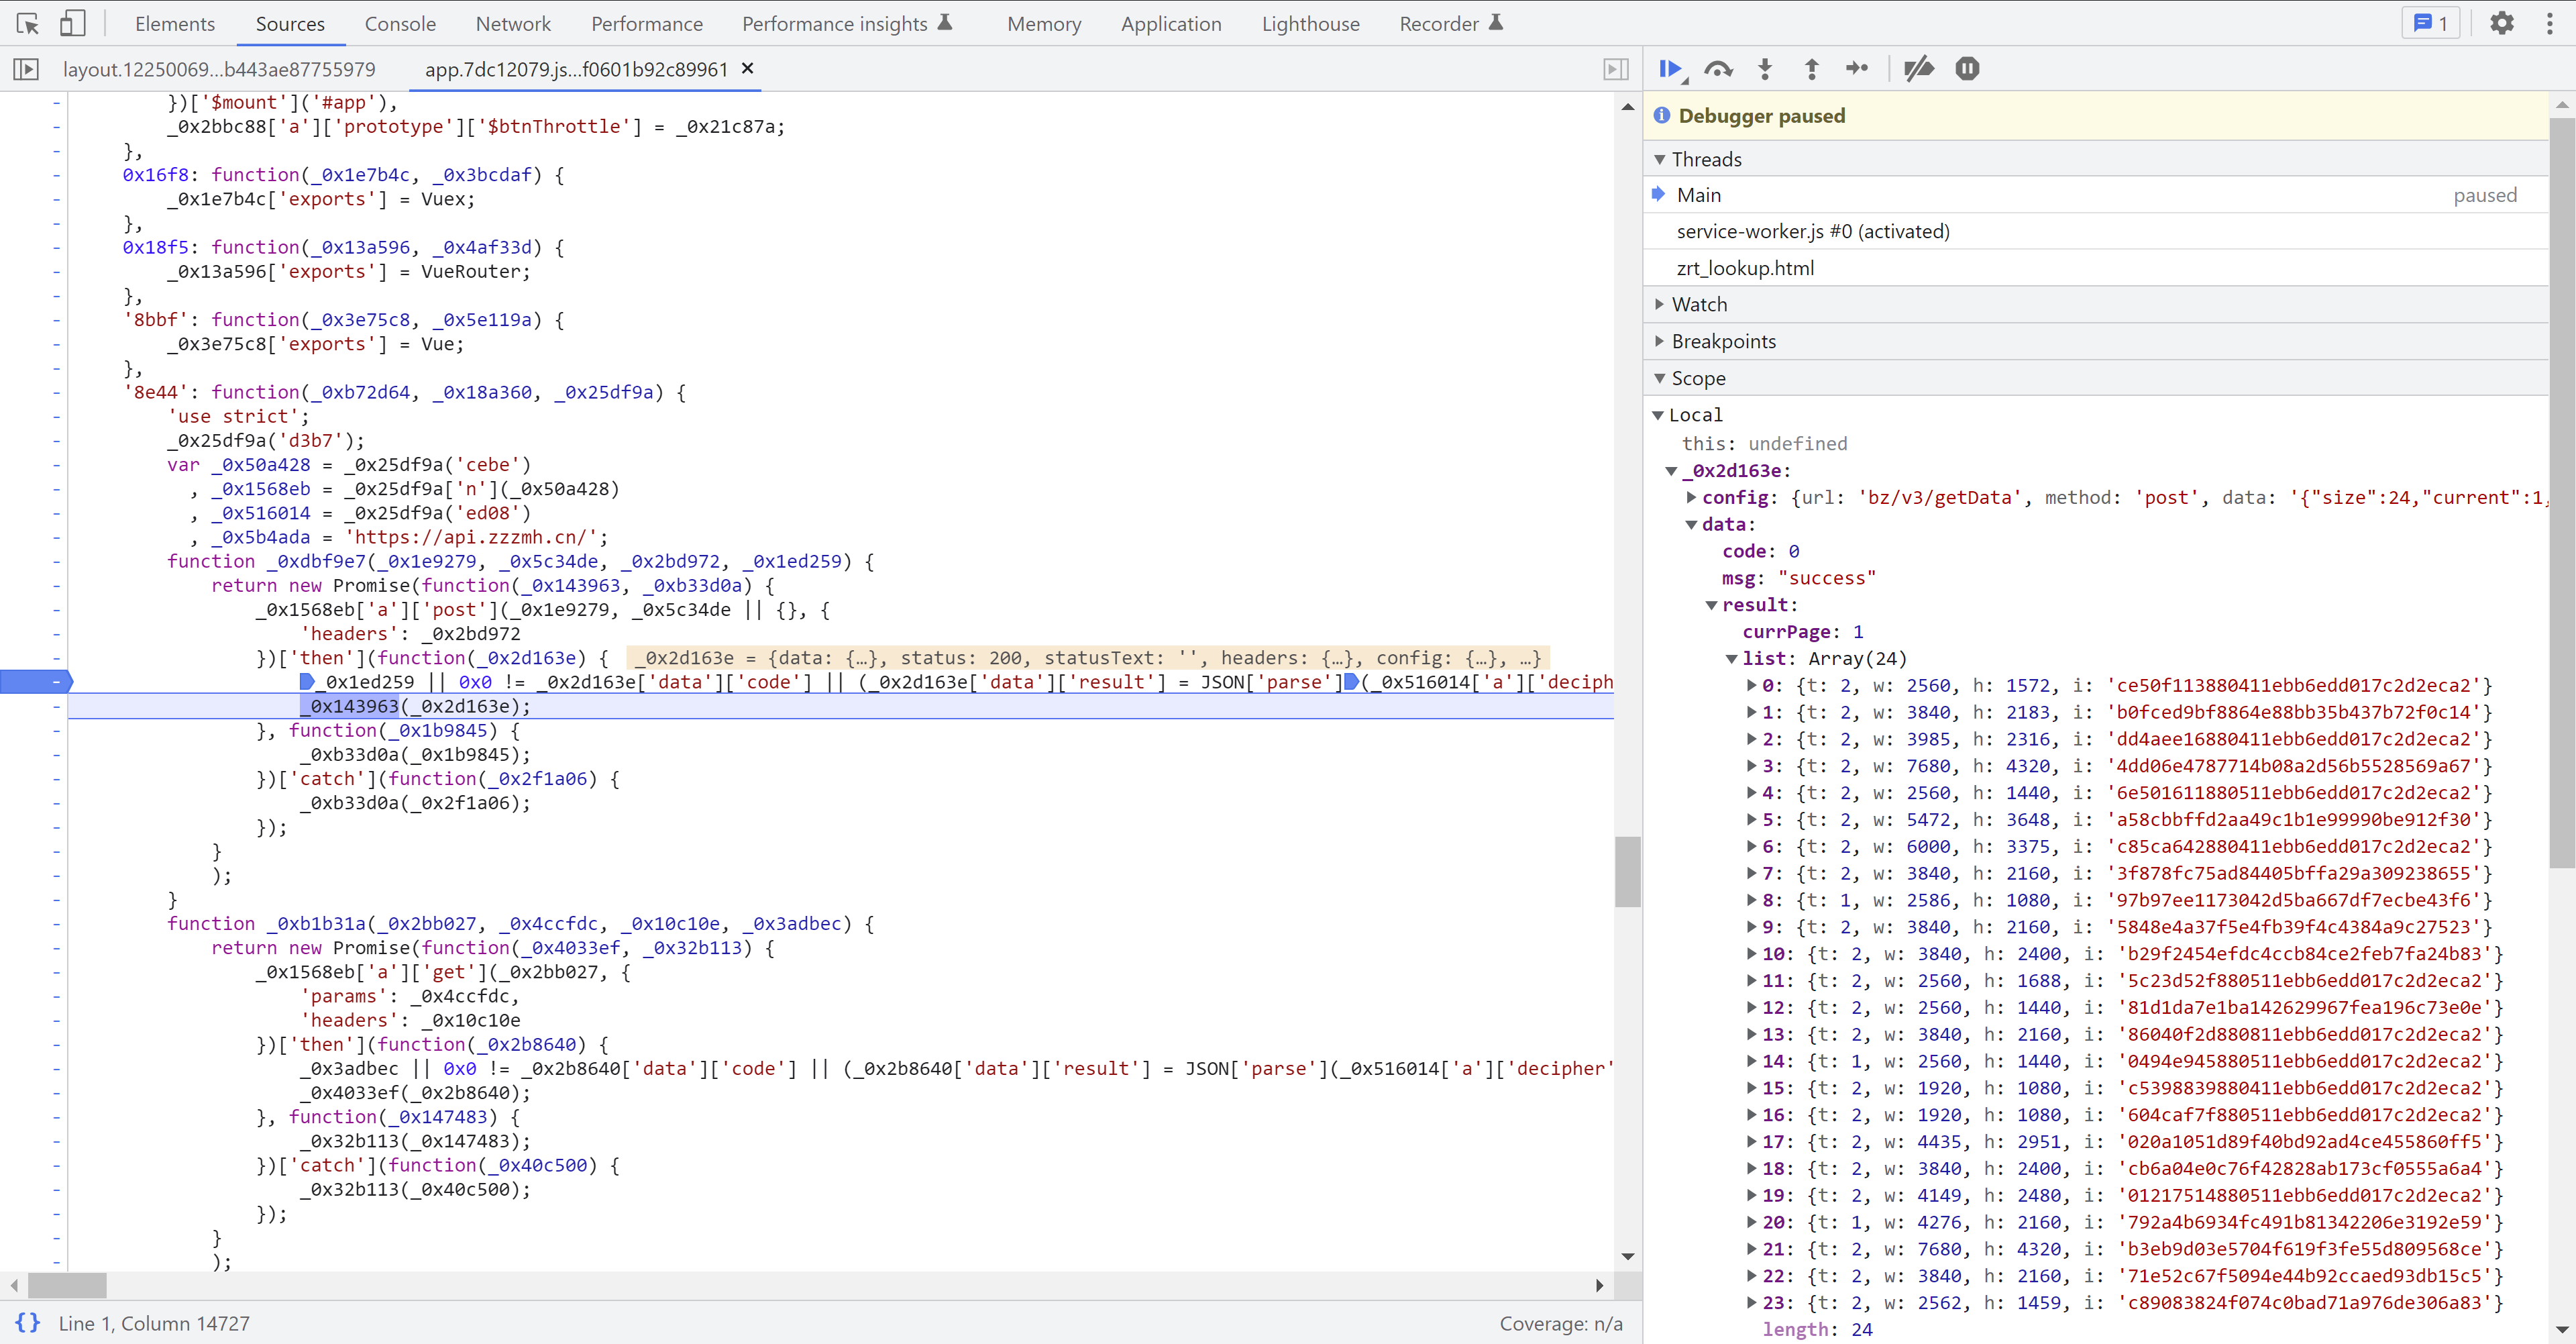 Elements Sources Console Network Performance Performance insights Memory Application Lighthouse Recorder 1
layout.12250069...b443ae87755979 app.7dc12079.js...f0601b92c89961 ×
})['$mount']('#app'),
_0x2bbc88['a']['prototype']['$btnThrottle'] = _0x21c87a;
},
0x16f8: function(_0x1e7b4c, _0x3bcdaf) {
_0x1e7b4c['exports'] = Vuex;
},
0x18f5: function(_0x13a596, _0x4af33d) {
_0x13a596['exports'] = VueRouter;
},
'8bbf': function(_0x3e75c8, _0x5e119a) {
_0x3e75c8['exports'] = Vue;
},
'8e44': function(_0xb72d64, _0x18a360, _0x25df9a) {
'use strict';
_0x25df9a('d3b7');
var _0x50a428 = _0x25df9a('cebe')
, _0x1568eb = _0x25df9a['n'](_0x50a428)
, _0x516014 = _0x25df9a('ed08')
, _0x5b4ada = 'https://api.zzzmh.cn/';
function _0xdbf9e7(_0x1e9279, _0x5c34de, _0x2bd972, _0x1ed259) {
return new Promise(function(_0x143963, _0xb33d0a) {
_0x1568eb['a']['post'](_0x1e9279, _0x5c34de || {}, {
'headers': _0x2bd972
})['then'](function(_0x2d163e) { _0x2d163e = {data: {…}, status: 200, statusText: '', headers: {…}, config: {…}, …}
_0x1ed259 || 0x0 != _0x2d163e['data']['code'] || (_0x2d163e['data']['result'] = JSON['parse'](_0x516014['a']['deciph
_0x143963(_0x2d163e);
}, function(_0x1b9845) {
_0xb33d0a(_0x1b9845);
})['catch'](function(_0x2f1a06) {
_0xb33d0a(_0x2f1a06);
});
}
);
}
function _0xb1b31a(_0x2bb027, _0x4ccfdc, _0x10c10e, _0x3adbec) {
return new Promise(function(_0x4033ef, _0x32b113) {
_0x1568eb['a']['get'](_0x2bb027, {
'params': _0x4ccfdc,
'headers': _0x10c10e
})['then'](function(_0x2b8640) {
_0x3adbec || 0x0 != _0x2b8640['data']['code'] || (_0x2b8640['data']['result'] = JSON['parse'](_0x516014['a']['decipher'
_0x4033ef(_0x2b8640);
}, function(_0x147483) {
_0x32b113(_0x147483);
})['catch'](function(_0x40c500) {
_0x32b113(_0x40c500);
});
}
);
{} Line 1, Column 14727 Coverage: n/a
Debugger paused
Threads
Main paused
service-worker.js #0 (activated)
zrt_lookup.html
Watch
Breakpoints
Scope
Local
this: undefined
_0x2d163e:
config: {url: 'bz/v3/getData', method: 'post', data: '{"size":24,"current":1,
data:
code: 0
msg: "success"
result:
currPage: 1
list: Array(24)
0: {t: 2, w: 2560, h: 1572, i: 'ce50f113880411ebb6edd017c2d2eca2'}
1: {t: 2, w: 3840, h: 2183, i: 'b0fced9bf8864e88bb35b437b72f0c14'}
2: {t: 2, w: 3985, h: 2316, i: 'dd4aee16880411ebb6edd017c2d2eca2'}
3: {t: 2, w: 7680, h: 4320, i: '4dd06e4787714b08a2d56b5528569a67'}
4: {t: 2, w: 2560, h: 1440, i: '6e501611880511ebb6edd017c2d2eca2'}
5: {t: 2, w: 5472, h: 3648, i: 'a58cbbffd2aa49c1b1e99990be912f30'}
6: {t: 2, w: 6000, h: 3375, i: 'c85ca642880411ebb6edd017c2d2eca2'}
7: {t: 2, w: 3840, h: 2160, i: '3f878fc75ad84405bffa29a309238655'}
8: {t: 1, w: 2586, h: 1080, i: '97b97ee1173042d5ba667df7ecbe43f6'}
9: {t: 2, w: 3840, h: 2160, i: '5848e4a37f5e4fb39f4c4384a9c27523'}
10: {t: 2, w: 3840, h: 2400, i: 'b29f2454efdc4ccb84ce2feb7fa24b83'}
11: {t: 2, w: 2560, h: 1688, i: '5c23d52f880511ebb6edd017c2d2eca2'}
12: {t: 2, w: 2560, h: 1440, i: '81d1da7e1ba142629967fea196c73e0e'}
13: {t: 2, w: 3840, h: 2160, i: '86040f2d880811ebb6edd017c2d2eca2'}
14: {t: 1, w: 2560, h: 1440, i: '0494e945880511ebb6edd017c2d2eca2'}
15: {t: 2, w: 1920, h: 1080, i: 'c5398839880411ebb6edd017c2d2eca2'}
16: {t: 2, w: 1920, h: 1080, i: '604caf7f880511ebb6edd017c2d2eca2'}
17: {t: 2, w: 4435, h: 2951, i: '020a1051d89f40bd92ad4ce455860ff5'}
18: {t: 2, w: 3840, h: 2400, i: 'cb6a04e0c76f42828ab173cf0555a6a4'}
19: {t: 2, w: 4149, h: 2480, i: '01217514880511ebb6edd017c2d2eca2'}
20: {t: 1, w: 4276, h: 2160, i: '792a4b6934fc491b81342206e3192e59'}
21: {t: 2, w: 7680, h: 4320, i: 'b3eb9d03e5704f619f3fe55d809568ce'}
22: {t: 2, w: 3840, h: 2160, i: '71e52c67f5094e44b92ccaed93db15c5'}
23: {t: 2, w: 2562, h: 1459, i: 'c89083824f074c0bad71a976de306a83'}
length: 24